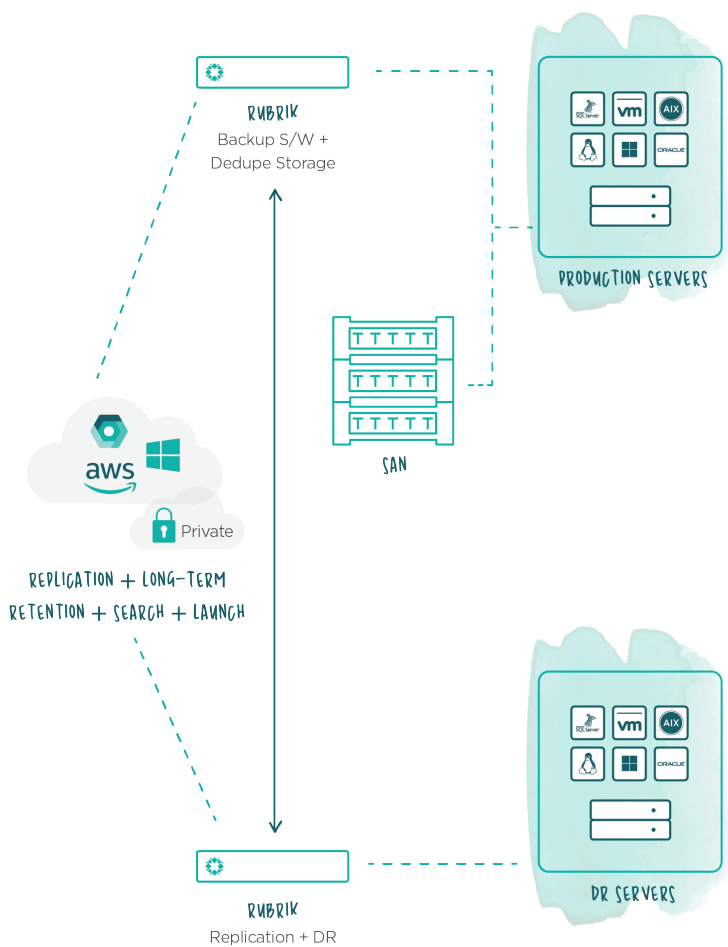 RUBRIK
Backup S/W +
Dedupe Storage
SQL Server
vm
AIX
ORACLE
PRODUCTION SERVERS
T T T T T
T T T T T
T T T T T
SAN
aws
Private
REPLICATION + LONG-TERM
RETENTION + SEARCH + LAUNCH
SQL Server
vm
AIX
ORACLE
DR SERVERS
RUBRIK
Replication + DR